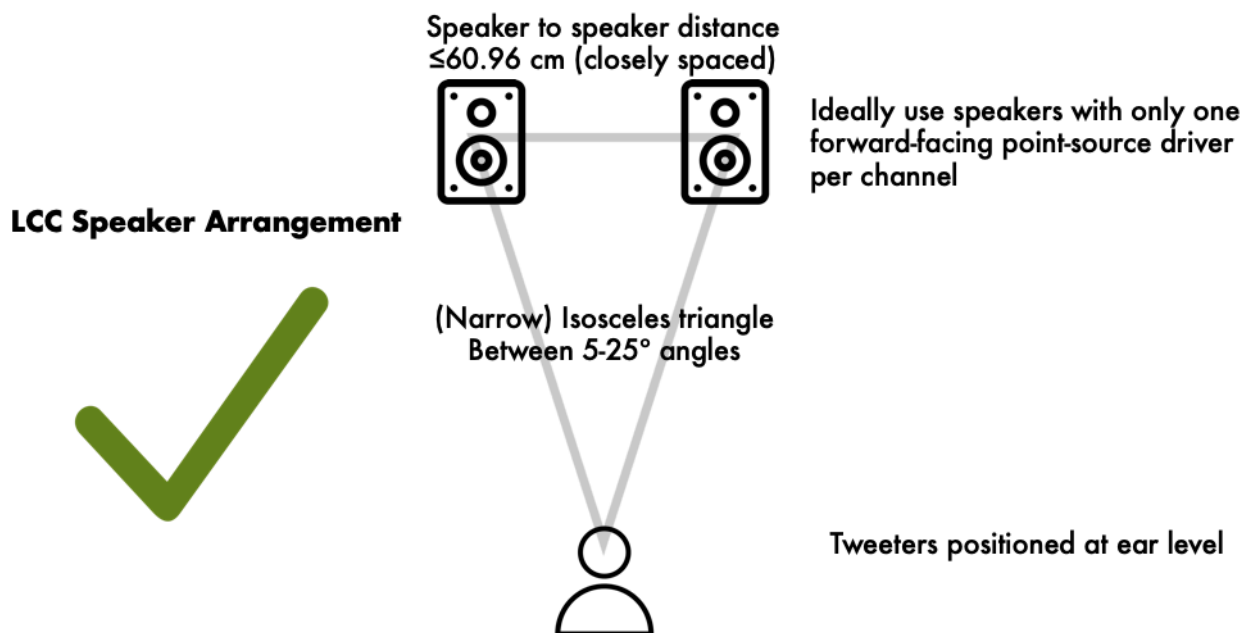 Speaker to speaker distance
≤60.96 cm (closely spaced)
Ideally use speakers with only one
forward-facing point-source driver
per channel
LCC Speaker Arrangement
(Narrow) Isosceles triangle
Between 5-25° angles
Tweeters positioned at ear level